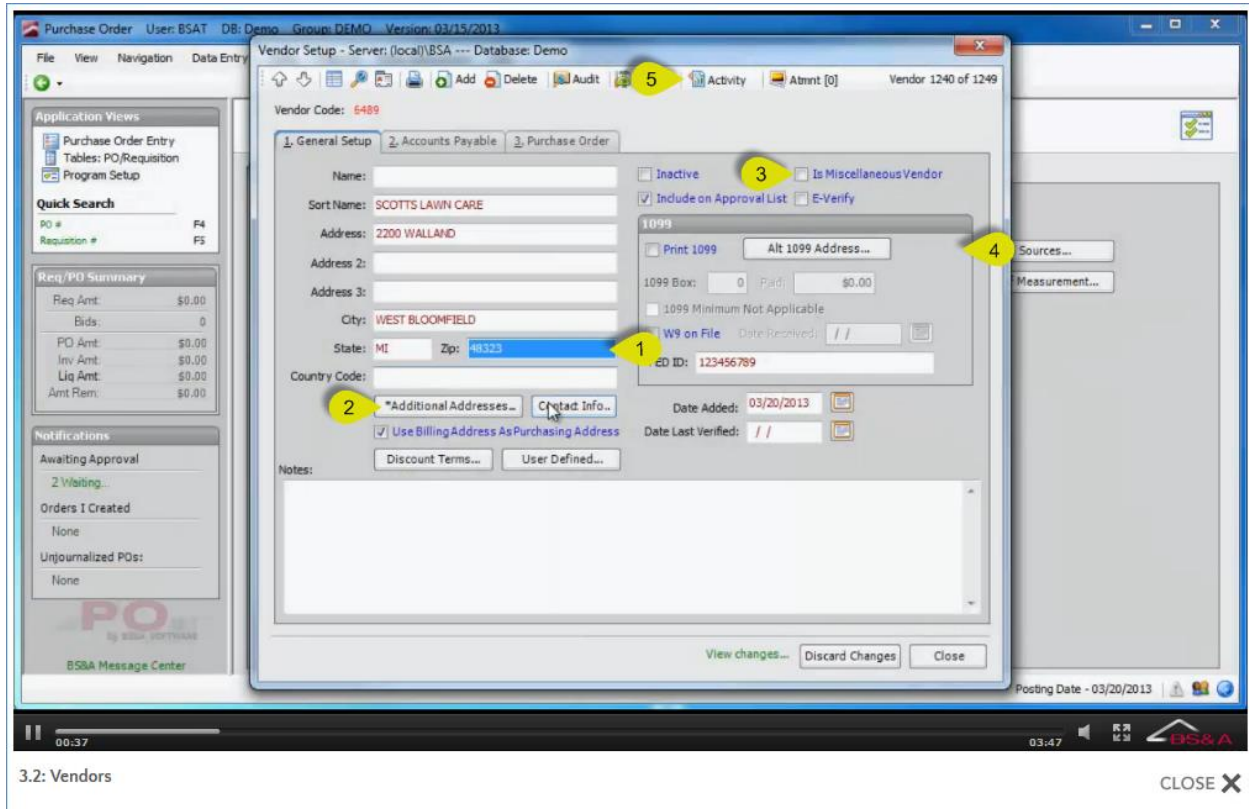 Purchase Order User: BSAT DB: Demo Group: DEMO Version: 03/15/2013
File View Navigation Data Entry
Vendor Setup - Server: (local)\BSA --- Database: Demo
Add Delete Audit 5 Activity Atmnt [0] Vendor 1240 of 1249
Vendor Code: 6489
1. General Setup 2. Accounts Payable 3. Purchase Order
Application Views
Purchase Order Entry
Tables: PO/Requisition
Program Setup
Quick Search
PO # F4
Requisition # F5
Req/PO Summary
Req Amt: $0.00
Bids: 0
PO Amt: $0.00
Inv Amt: $0.00
Liq Amt: $0.00
Amt Rem: $0.00
Notifications
Awaiting Approval
2 Waiting...
Orders I Created
None
Unjournalized POs:
None
PO
by BS&A SOFTWARE
BS&A Message Center
Name:
Sort Name: SCOTTS LAWN CARE
Address: 2200 WALLAND
Address 2:
Address 3:
City: WEST BLOOMFIELD
State: MI Zip: 48323 1
Country Code:
2 *Additional Addresses... Contact Info...
Use Billing Address As Purchasing Address
Discount Terms... User Defined...
Notes:
Inactive 3 Is Miscellaneous Vendor
Include on Approval List E-Verify
1099
Print 1099 Alt 1099 Address... 4
1099 Box: 0 Paid: $0.00
1099 Minimum Not Applicable
W9 on File Date Received: / /
ED ID: 123456789
Date Added: 03/20/2013
Date Last Verified: / /
Sources...
Measurement...
View changes... Discard Changes Close
Posting Date - 03/20/2013
00:37 03:47 BS&A
3.2: Vendors
CLOSE X